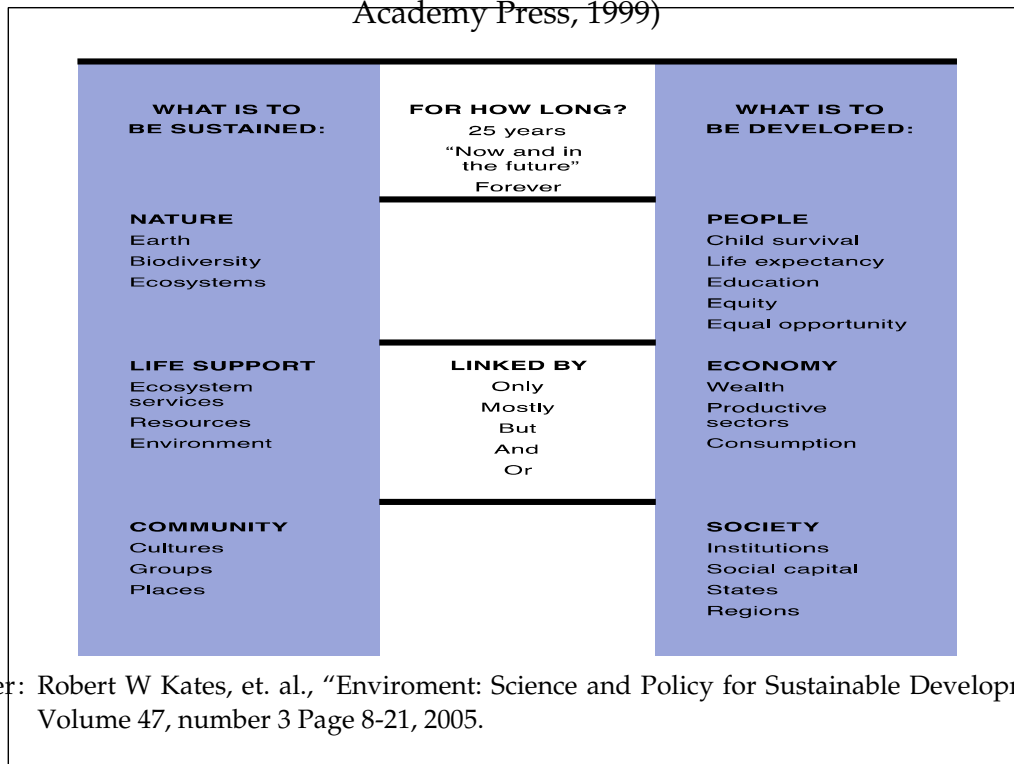 Academy Press, 1999)
WHAT IS TO
BE SUSTAINED:
FOR HOW LONG?
25 years
“Now and in
the future”
Forever
WHAT IS TO
BE DEVELOPED:
NATURE
Earth
Biodiversity
Ecosystems
PEOPLE
Child survival
Life expectancy
Education
Equity
Equal opportunity
LIFE SUPPORT
Ecosystem
services
Resources
Environment
LINKED BY
Only
Mostly
But
And
Or
ECONOMY
Wealth
Productive
sectors
Consumption
COMMUNITY
Cultures
Groups
Places
SOCIETY
Institutions
Social capital
States
Regions
er: Robert W Kates, et. al., “Enviroment: Science and Policy for Sustainable Develop
Volume 47, number 3 Page 8-21, 2005.